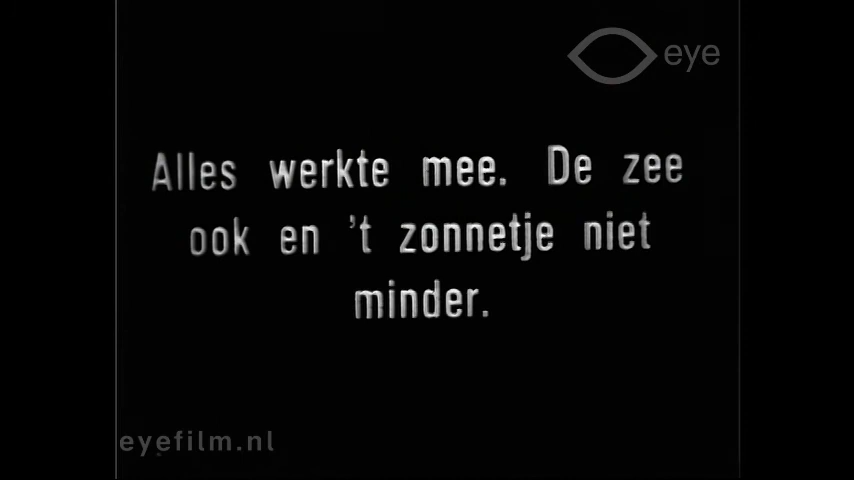 eye
Alles werkte mee. De zee
ook en 't zonnetje niet
minder.
eyefilm.nl